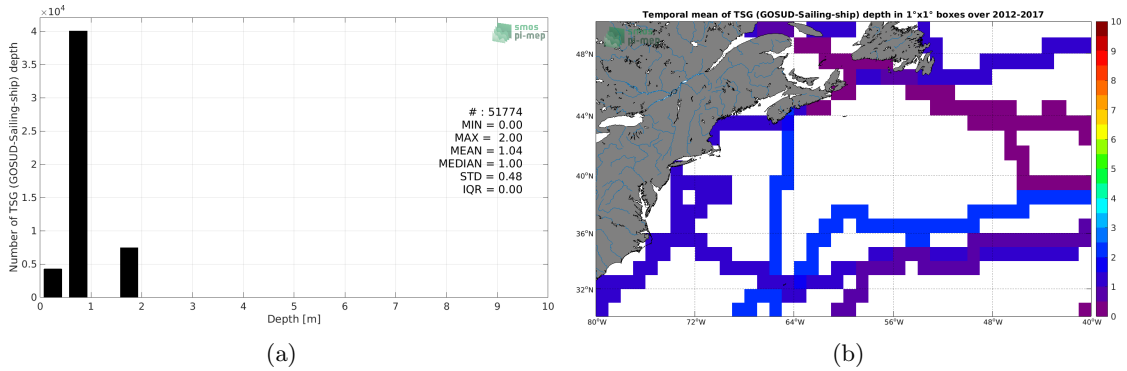 ×10⁴
4
3.5
3
2.5
2
1.5
1
0.5
0
Number of TSG (GOSUD-Sailing-ship) depth
smos
pi-mep
# : 51774
MIN = 0.00
MAX = 2.00
MEAN = 1.04
MEDIAN = 1.00
STD = 0.48
IQR = 0.00
0 1 2 3 4 5 6 7 8 9 10
Depth [m]
(a)
Temporal mean of TSG (GOSUD-Sailing-ship) depth in 1°x1° boxes over 2012-2017
smos
pi-mep
48°N
44°N
40°N
36°N
32°N
80°W 72°W 64°W 56°W 48°W 40°W
10
9
8
7
6
5
4
3
2
1
0
(b)